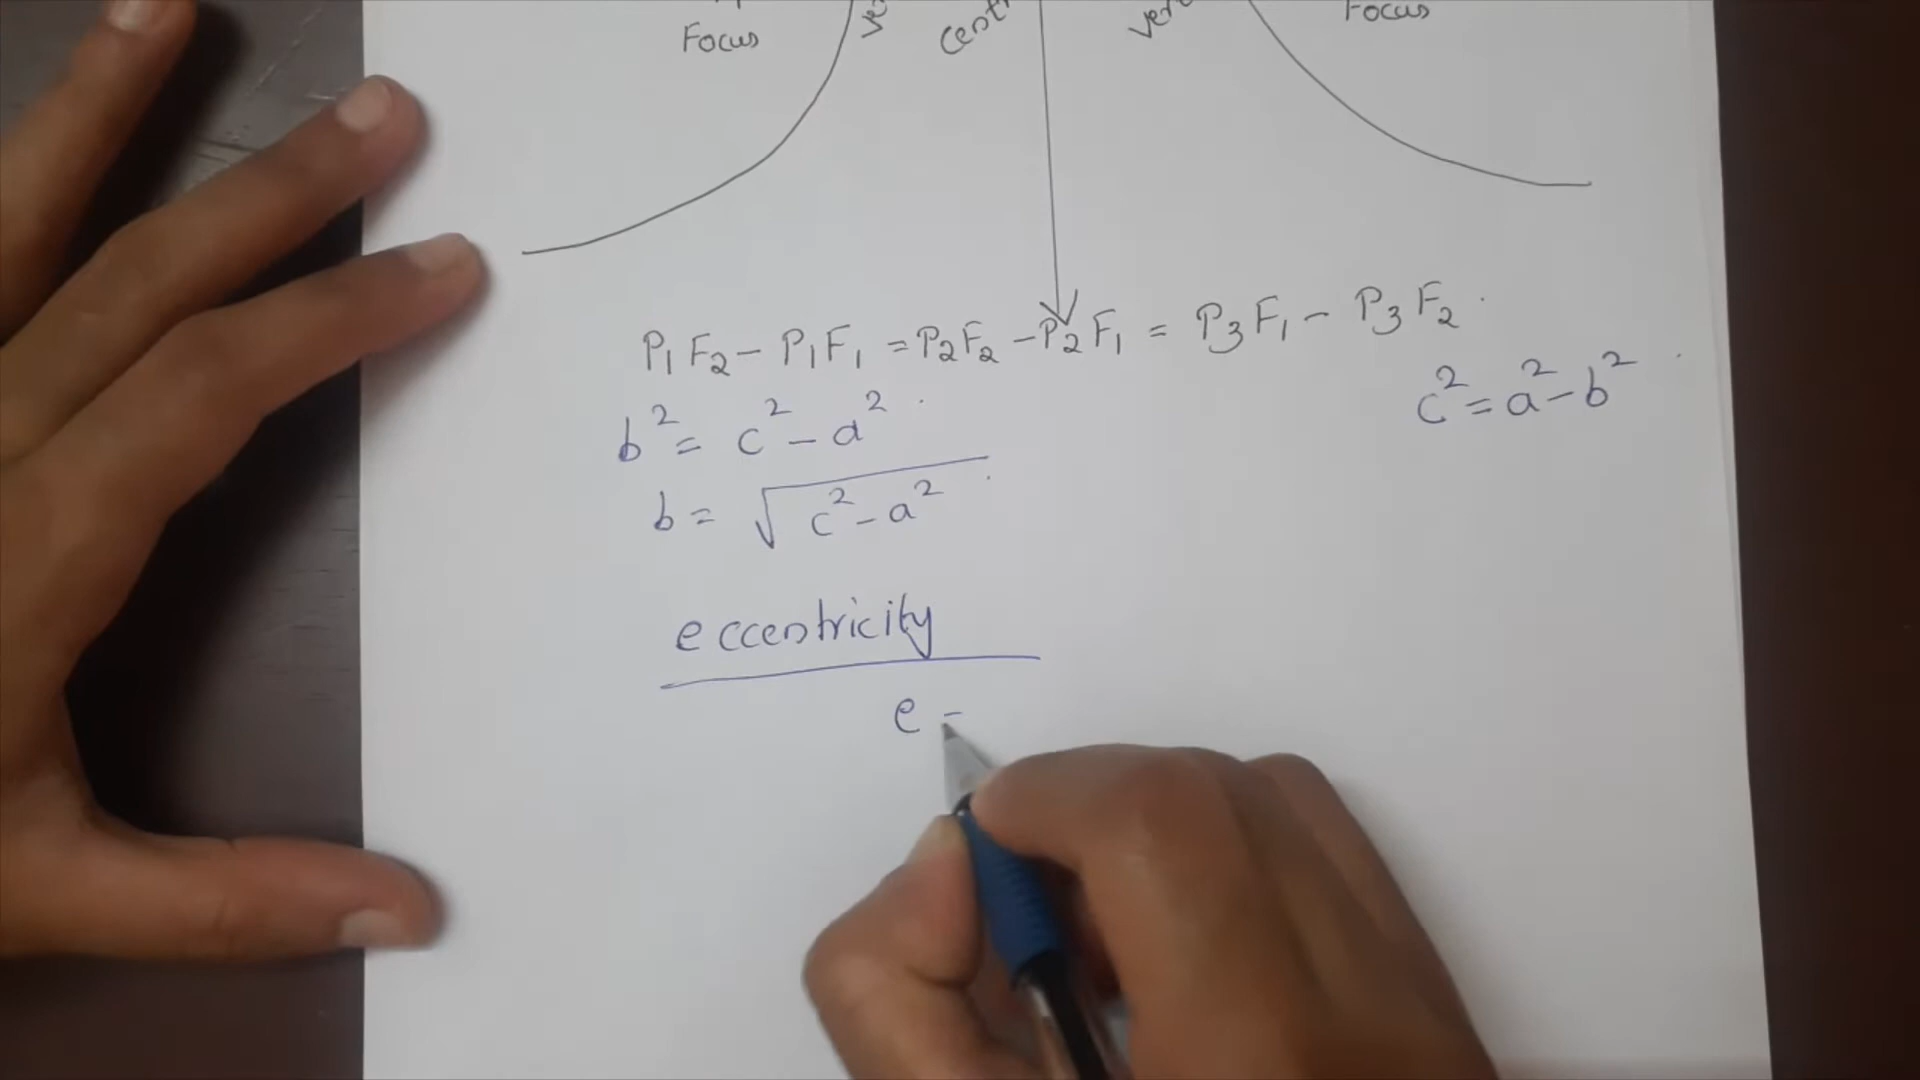 Focus
Focus
P₁F₂ - P₁F₁ = P₂F₂ - P₂F₁ = P₃F₁ - P₃F₂.
b² = c² - a².
c² = a² - b².
b = √c² - a².
eccentricity
e -